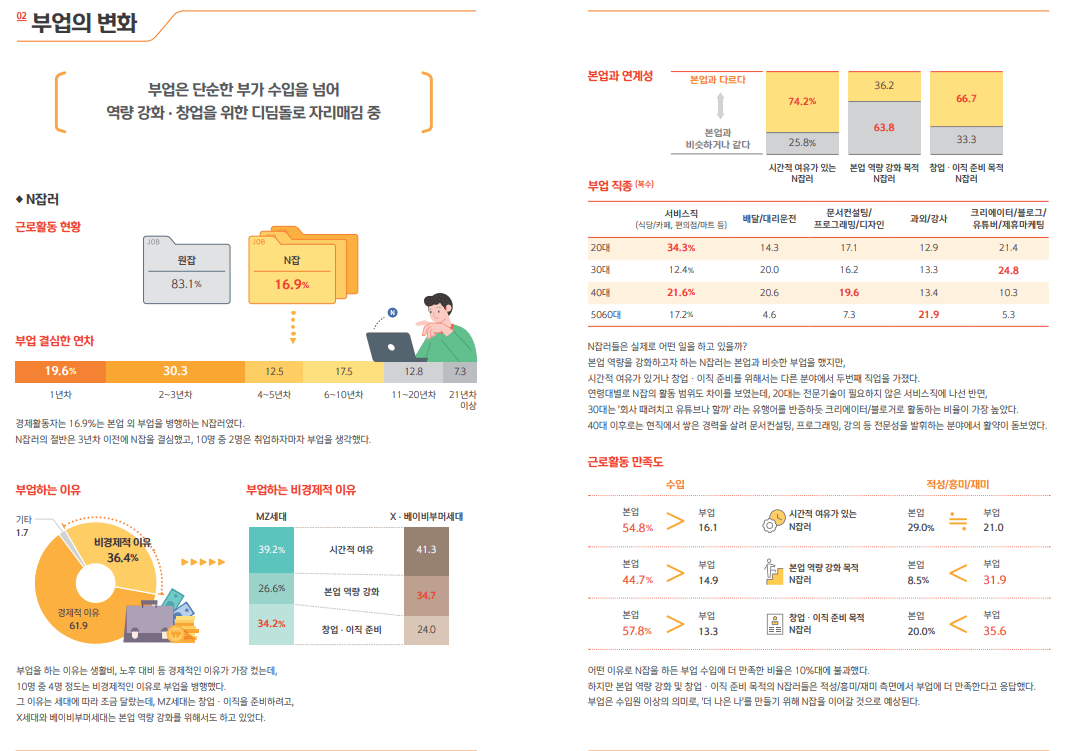 02 부업의 변화
부업은 단순한 부가 수입을 넘어
역량 강화 · 창업을 위한 디딤돌로 자리매김 중
◆ N잡러
근로활동 현황
JOB
원잡
83.1%
JOB
N잡
16.9%
N
부업 결심한 연차
19.6% 30.3 12.5 17.5 12.8 7.3
1년차 2~3년차 4~5년차 6~10년차 11~20년차 21년차
이상
경제활동자는 16.9%는 본업 외 부업을 병행하는 N잡러였다.
N잡러의 절반은 3년차 이전에 N잡을 결심했고, 10명 중 2명은 취업하자마자 부업을 생각했다.
부업하는 이유
기타
1.7
비경제적 이유
36.4%
경제적 이유
61.9
부업하는 비경제적 이유
MZ세대 X · 베이비부머세대
39.2% 시간적 여유 41.3
26.6% 본업 역량 강화 34.7
34.2% 창업 · 이직 준비 24.0
부업을 하는 이유는 생활비, 노후 대비 등 경제적인 이유가 가장 컸는데,
10명 중 4명 정도는 비경제적인 이유로 부업을 병행했다.
그 이유는 세대에 따라 조금 달랐는데, MZ세대는 창업 · 이직을 준비하려고,
X세대와 베이비부머세대는 본업 역량 강화를 위해서도 하고 있었다.
본업과 연계성
본업과 다르다
본업과
비슷하거나 같다
74.2% 36.2 66.7
25.8% 63.8 33.3
시간적 여유가 있는 본업 역량 강화 목적 창업 · 이직 준비 목적
N잡러 N잡러 N잡러
부업 직종 (복수)
서비스직 배달/대리운전 문서컨설팅/ 과외/강사 크리에이터/블로그/
(식당/카페, 편의점/마트 등) 프로그래밍/디자인 유튜버/제휴마케팅
20대 34.3% 14.3 17.1 12.9 21.4
30대 12.4% 20.0 16.2 13.3 24.8
40대 21.6% 20.6 19.6 13.4 10.3
5060대 17.2% 4.6 7.3 21.9 5.3
N잡러들은 실제로 어떤 일을 하고 있을까?
본업 역량을 강화하고자 하는 N잡러는 본업과 비슷한 부업을 했지만,
시간적 여유가 있거나 창업 · 이직 준비를 위해서는 다른 분야에서 두번째 직업을 가졌다.
연령대별로 N잡의 활동 범위도 차이를 보였는데, 20대는 전문기술이 필요하지 않은 서비스직에 나선 반면,
30대는 '회사 때려치고 유튜브나 할까' 라는 유행어를 반증하듯 크리에이터/블로거로 활동하는 비율이 가장 높았다.
40대 이후로는 현직에서 쌓은 경력을 살려 문서컨설팅, 프로그래밍, 강의 등 전문성을 발휘하는 분야에서 활약이 돋보였다.
근로활동 만족도
수입 적성/흥미/재미
본업 부업 시간적 여유가 있는 본업 부업
54.8% > 16.1 N잡러 29.0% ≒ 21.0
본업 부업 본업 역량 강화 목적 본업 부업
44.7% > 14.9 N잡러 8.5% < 31.9
본업 부업 창업 · 이직 준비 목적 본업 부업
57.8% > 13.3 N잡러 20.0% < 35.6
어떤 이유로 N잡을 하든 부업 수입에 더 만족한 비율은 10%대에 불과했다.
하지만 본업 역량 강화 및 창업 · 이직 준비 목적의 N잡러들은 적성/흥미/재미 측면에서 부업에 더 만족한다고 응답했다.
부업은 수입원 이상의 의미로, '더 나은 나'를 만들기 위해 N잡을 이어갈 것으로 예상된다.